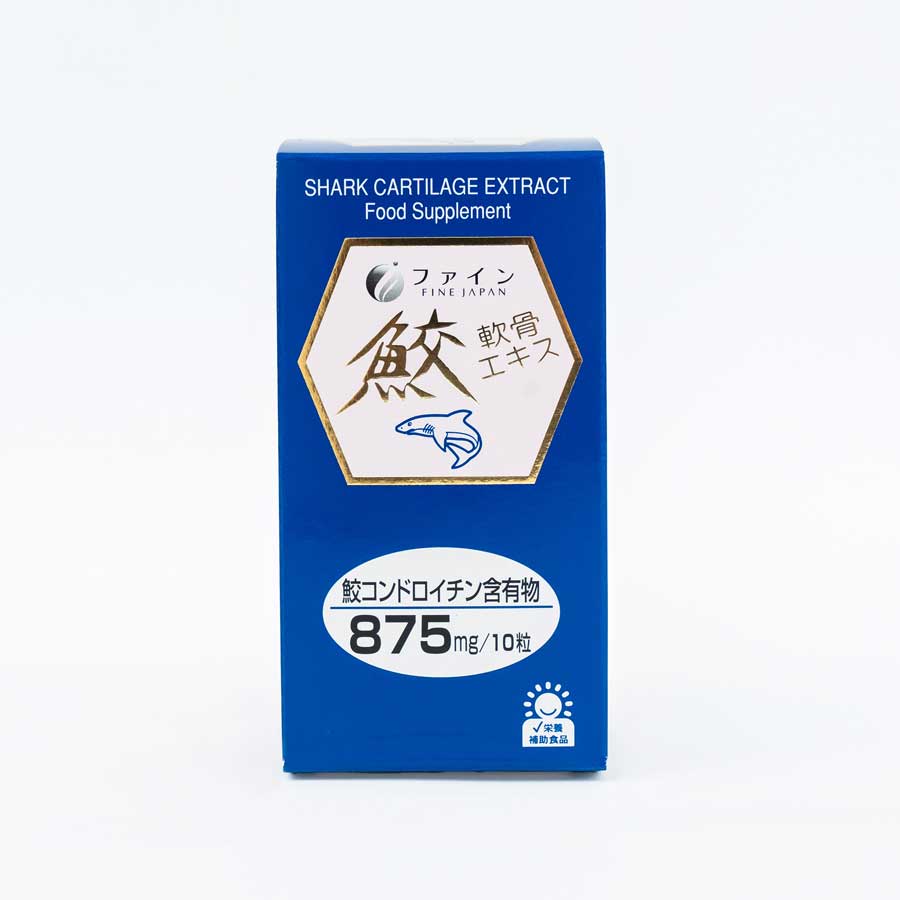 SHARK CARTILAGE EXTRACT
Food Supplement
ファイン
FINE JAPAN
鮫
軟骨
エキス
鮫コンドロイチン含有物
875mg/10粒
√栄養
補助食品